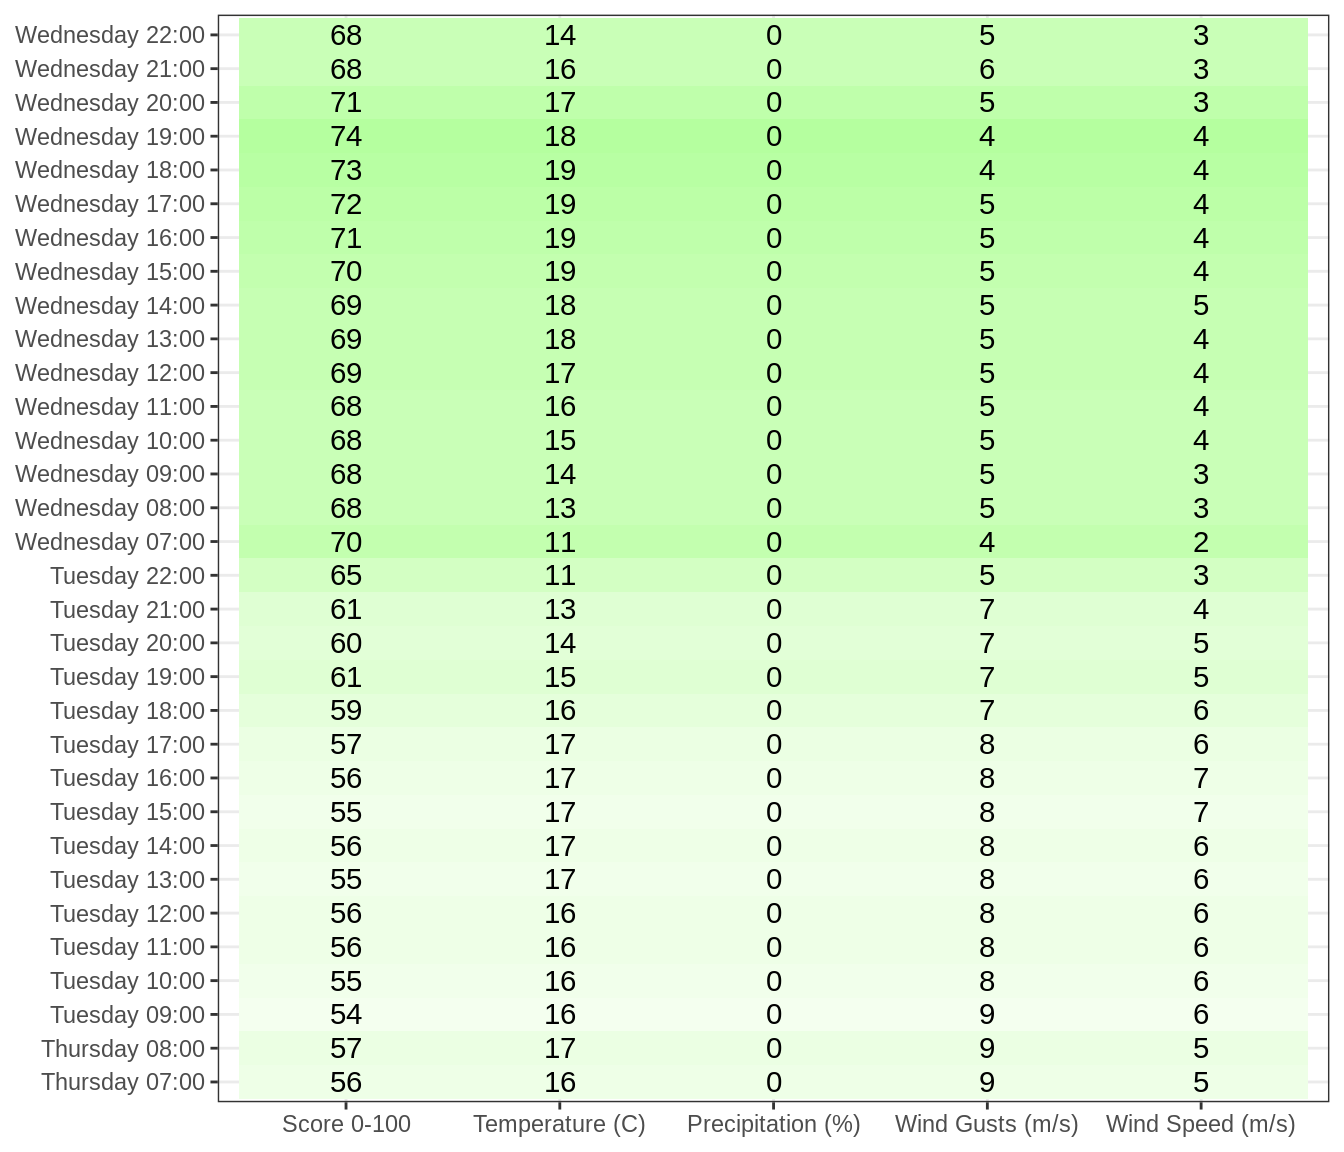 Wednesday 22:00 68 14 0 5 3
Wednesday 21:00 68 16 0 6 3
Wednesday 20:00 71 17 0 5 3
Wednesday 19:00 74 18 0 4 4
Wednesday 18:00 73 19 0 4 4
Wednesday 17:00 72 19 0 5 4
Wednesday 16:00 71 19 0 5 4
Wednesday 15:00 70 19 0 5 4
Wednesday 14:00 69 18 0 5 5
Wednesday 13:00 69 18 0 5 4
Wednesday 12:00 69 17 0 5 4
Wednesday 11:00 68 16 0 5 4
Wednesday 10:00 68 15 0 5 4
Wednesday 09:00 68 14 0 5 3
Wednesday 08:00 68 13 0 5 3
Wednesday 07:00 70 11 0 4 2
Tuesday 22:00 65 11 0 5 3
Tuesday 21:00 61 13 0 7 4
Tuesday 20:00 60 14 0 7 5
Tuesday 19:00 61 15 0 7 5
Tuesday 18:00 59 16 0 7 6
Tuesday 17:00 57 17 0 8 6
Tuesday 16:00 56 17 0 8 7
Tuesday 15:00 55 17 0 8 7
Tuesday 14:00 56 17 0 8 6
Tuesday 13:00 55 17 0 8 6
Tuesday 12:00 56 16 0 8 6
Tuesday 11:00 56 16 0 8 6
Tuesday 10:00 55 16 0 8 6
Tuesday 09:00 54 16 0 9 6
Thursday 08:00 57 17 0 9 5
Thursday 07:00 56 16 0 9 5
Score 0-100 Temperature (C) Precipitation (%) Wind Gusts (m/s) Wind Speed (m/s)